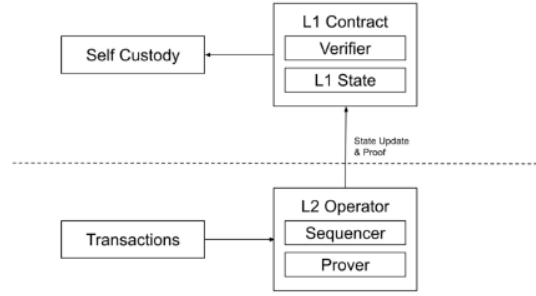 L1 Contract
Verifier
L1 State
Self Custody
State Update
& Proof
L2 Operator
Sequencer
Prover
Transactions